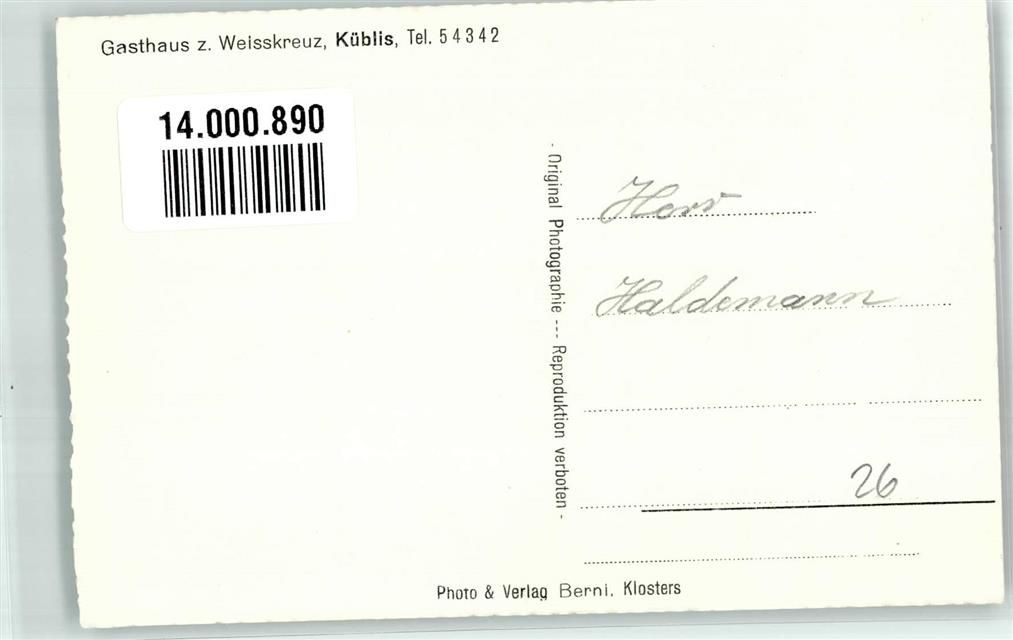 Gasthaus z. Weisskreuz, Küblis, Tel. 54342
14.000.890
- Original Photographie --- Reproduktion verboten -
Herr
Haldemann
26
Photo & Verlag Berni, Klosters